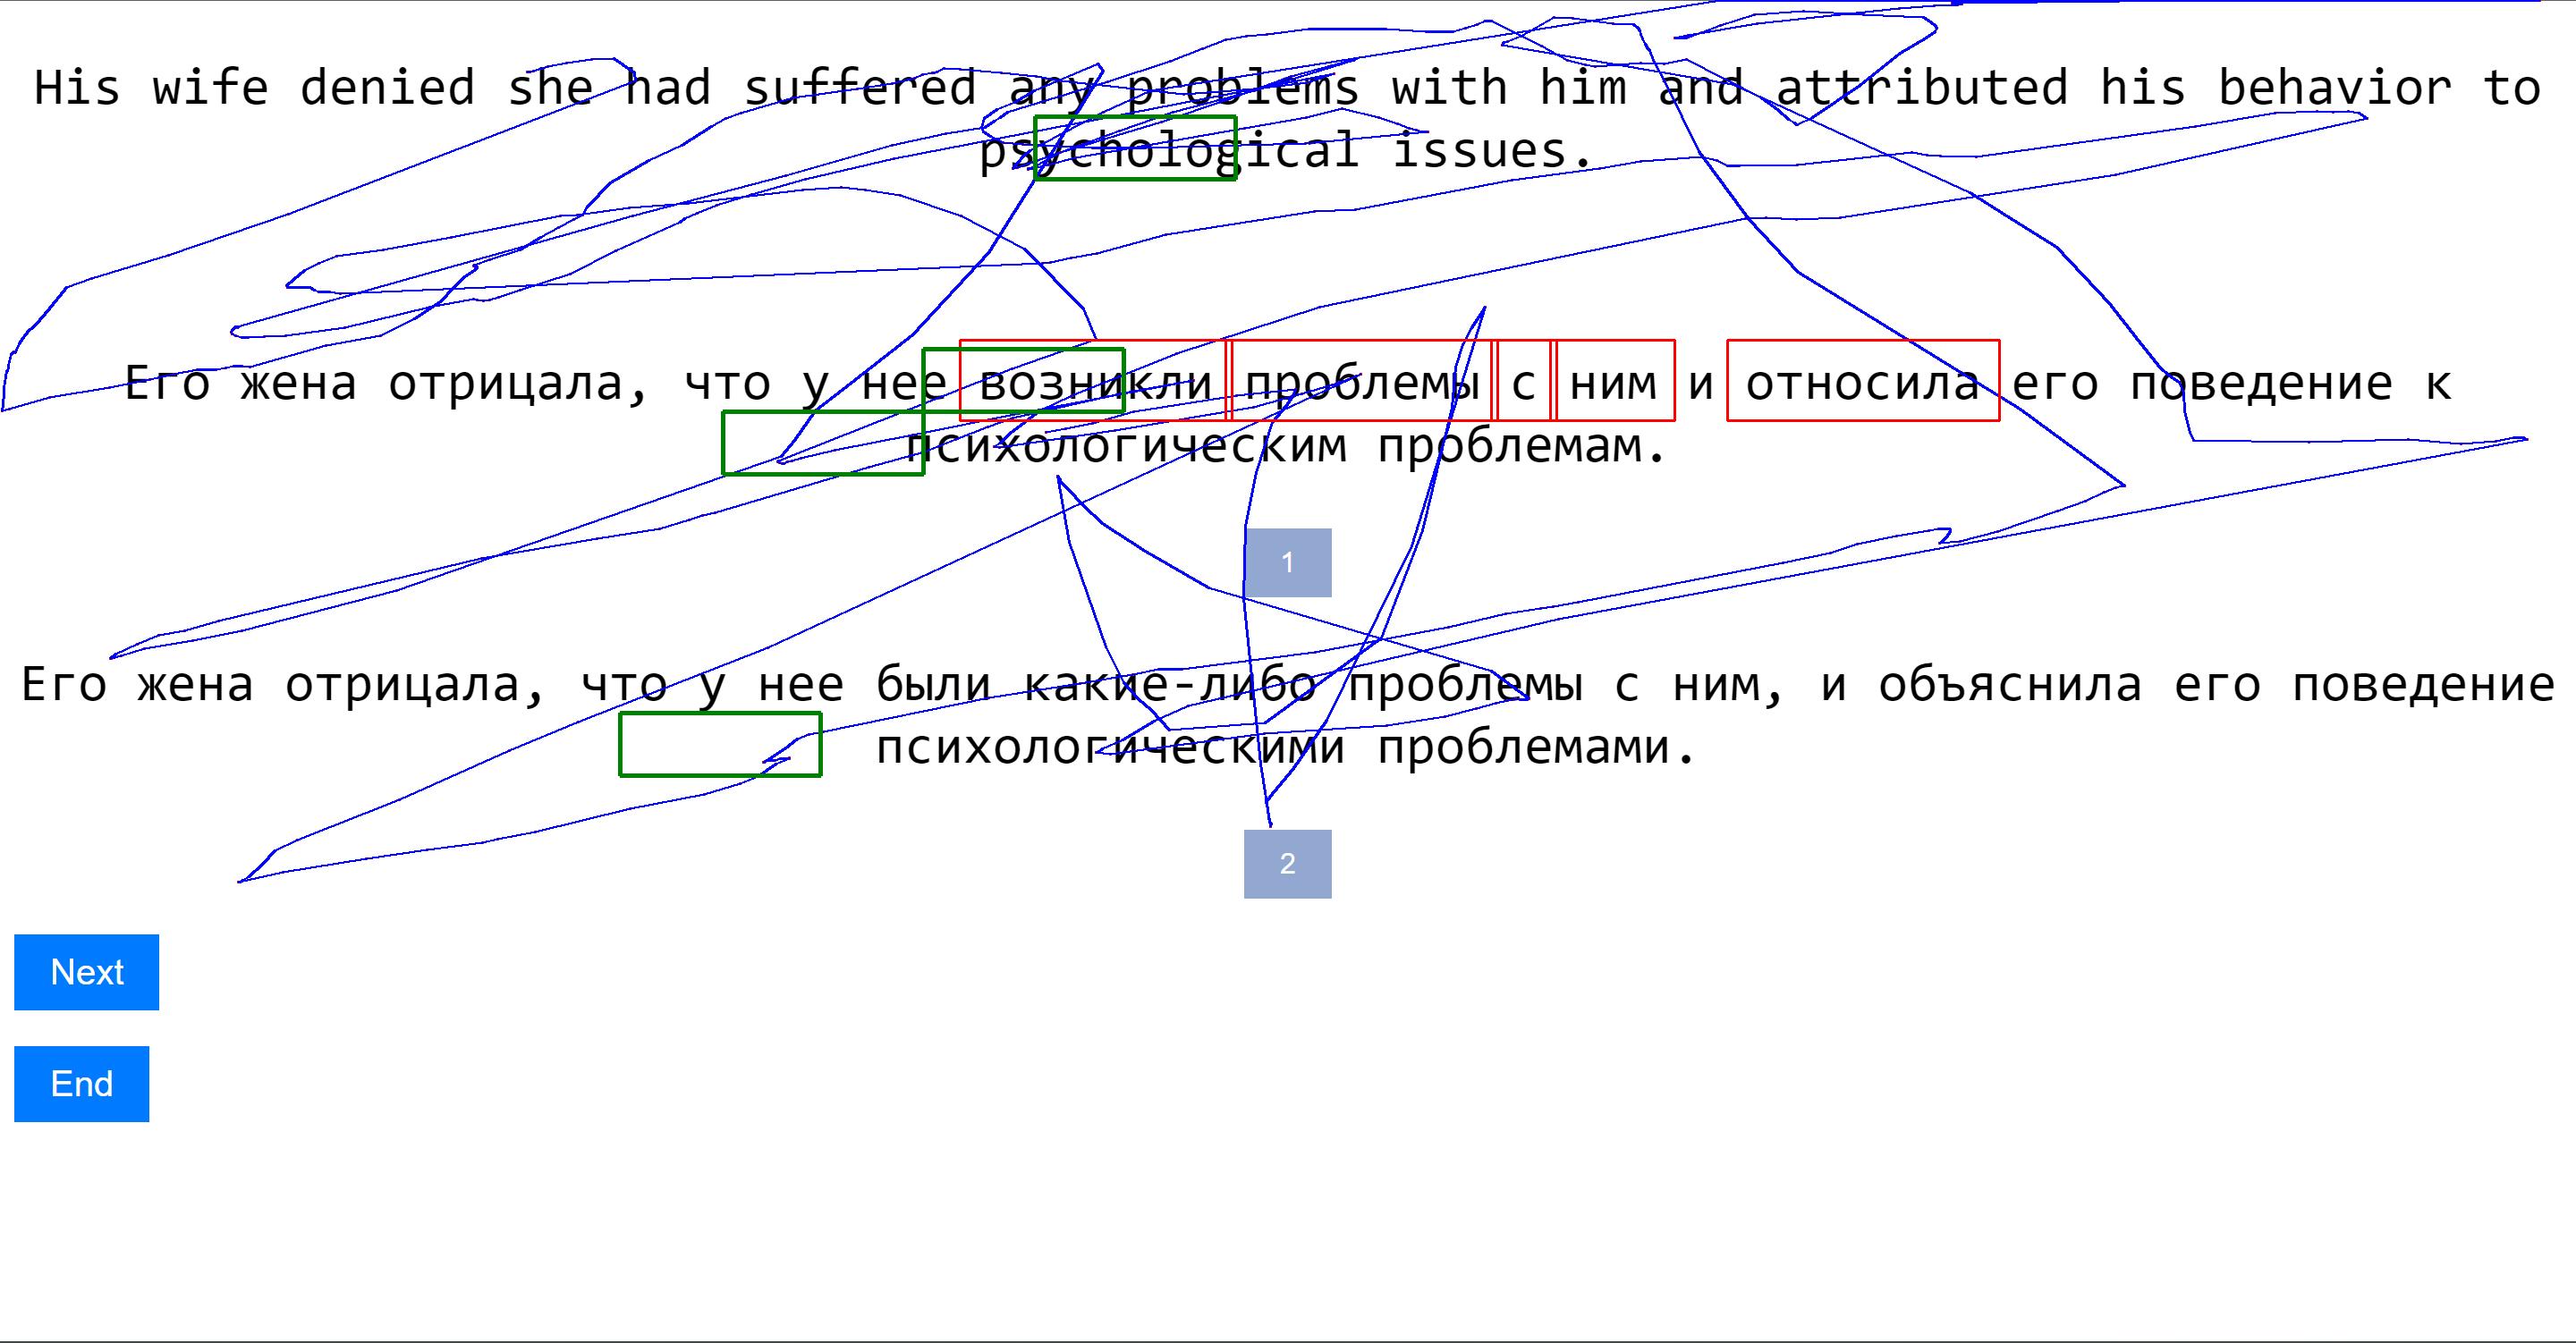 His wife denied she had suffered any problems with him and attributed his behavior to
psychological issues.
Его жена отрицала, что у нее возникли проблемы с ним и относила его поведение к
психологическим проблемам.
1
Его жена отрицала, что у нее были какие-либо проблемы с ним, и объяснила его поведение
психологическими проблемами.
2
Next
End